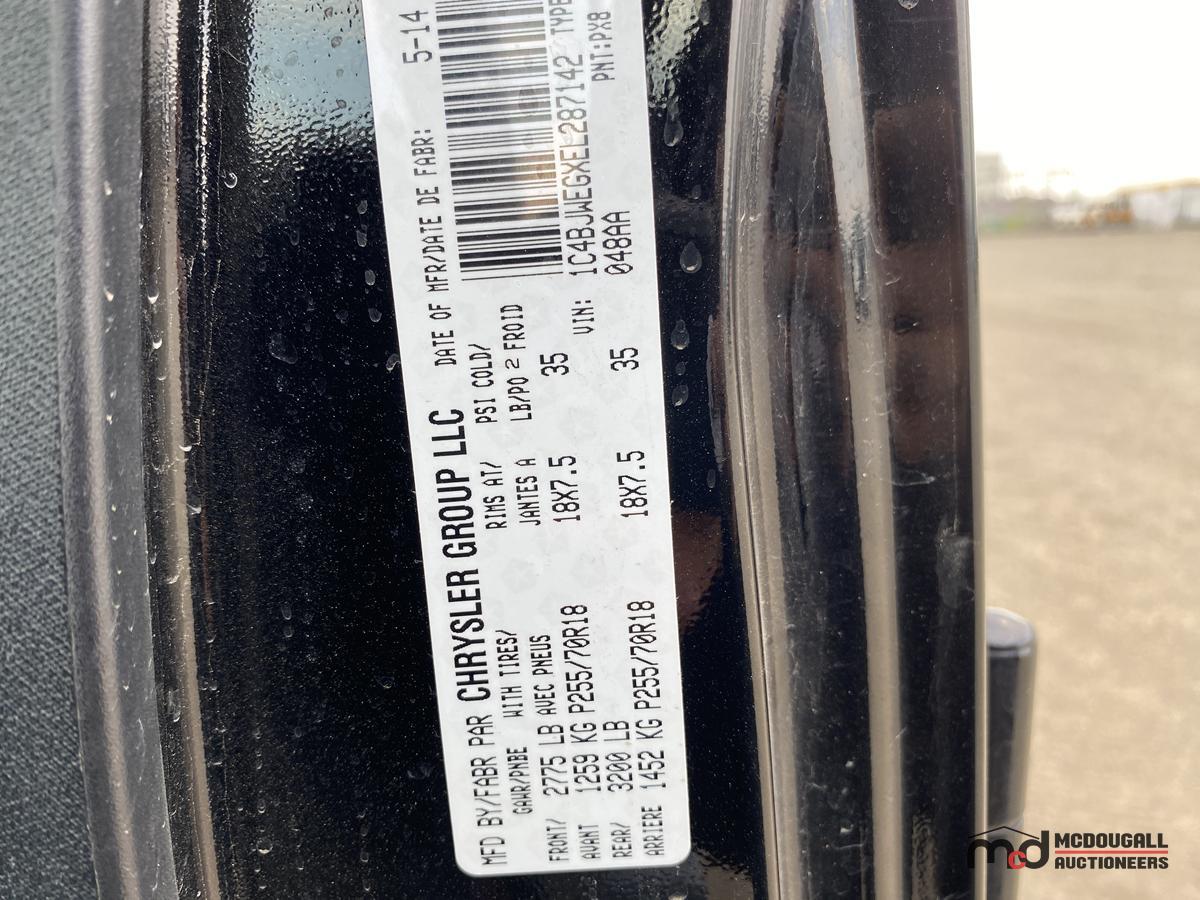 MFD BY/FABR PAR CHRYSLER GROUP LLC DATE OF MFR/DATE DE FABR: 5-14
GAWR/PNBE WITH TIRES/ RIMS AT/ PSI COLD/
AVEC PNEUS JANTES A LB/PO 2 FROID
FRONT/ 2775 LB
AVANT 1259 KG P255/70R18 18X7.5 35
REAR/ 3200 LB
ARRIERE 1452 KG P255/70R18 18X7.5 35
VIN: 1C4BJWEGXEL287142 TYPE
048AA PNT:PX8
mcd MCDOUGALL
AUCTIONEERS